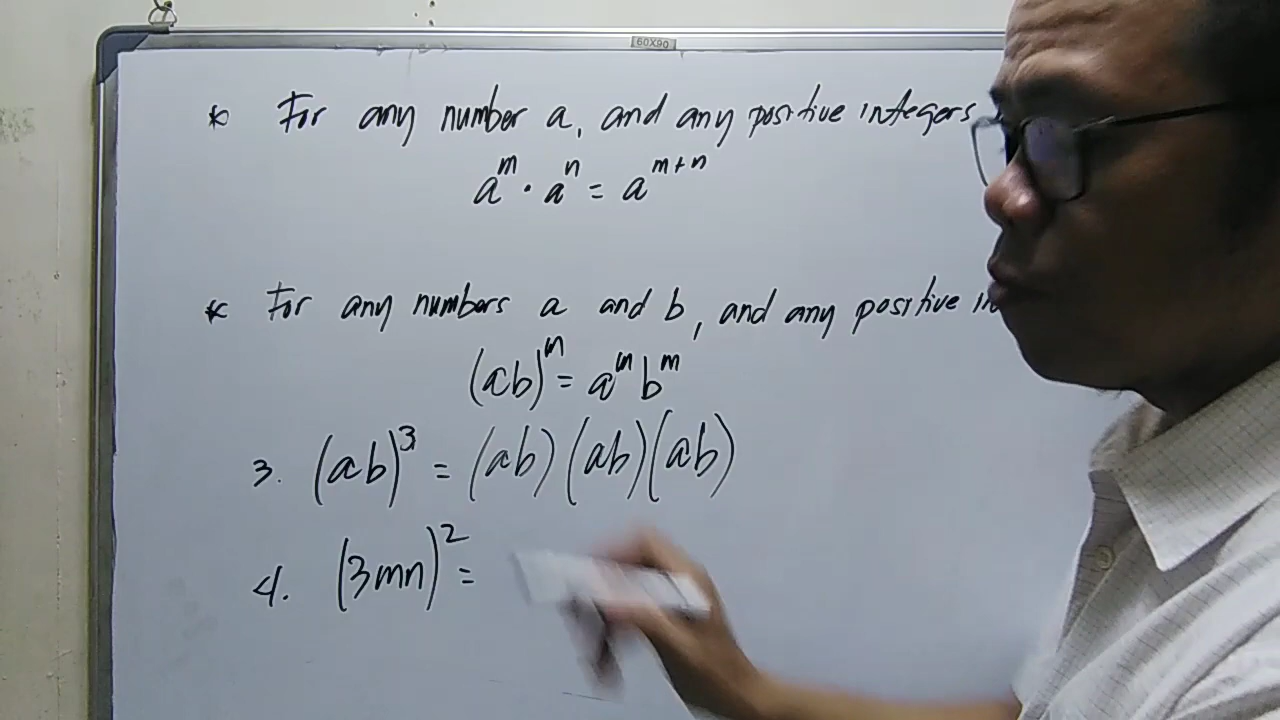 60X90
* For any number a, and any positive integers
a^m · a^n = a^{m+n}
* For any numbers a and b, and any positive in
(ab)^m = a^m b^m
3. (ab)^3 = (ab)(ab)(ab)
4. (3mn)^2 =